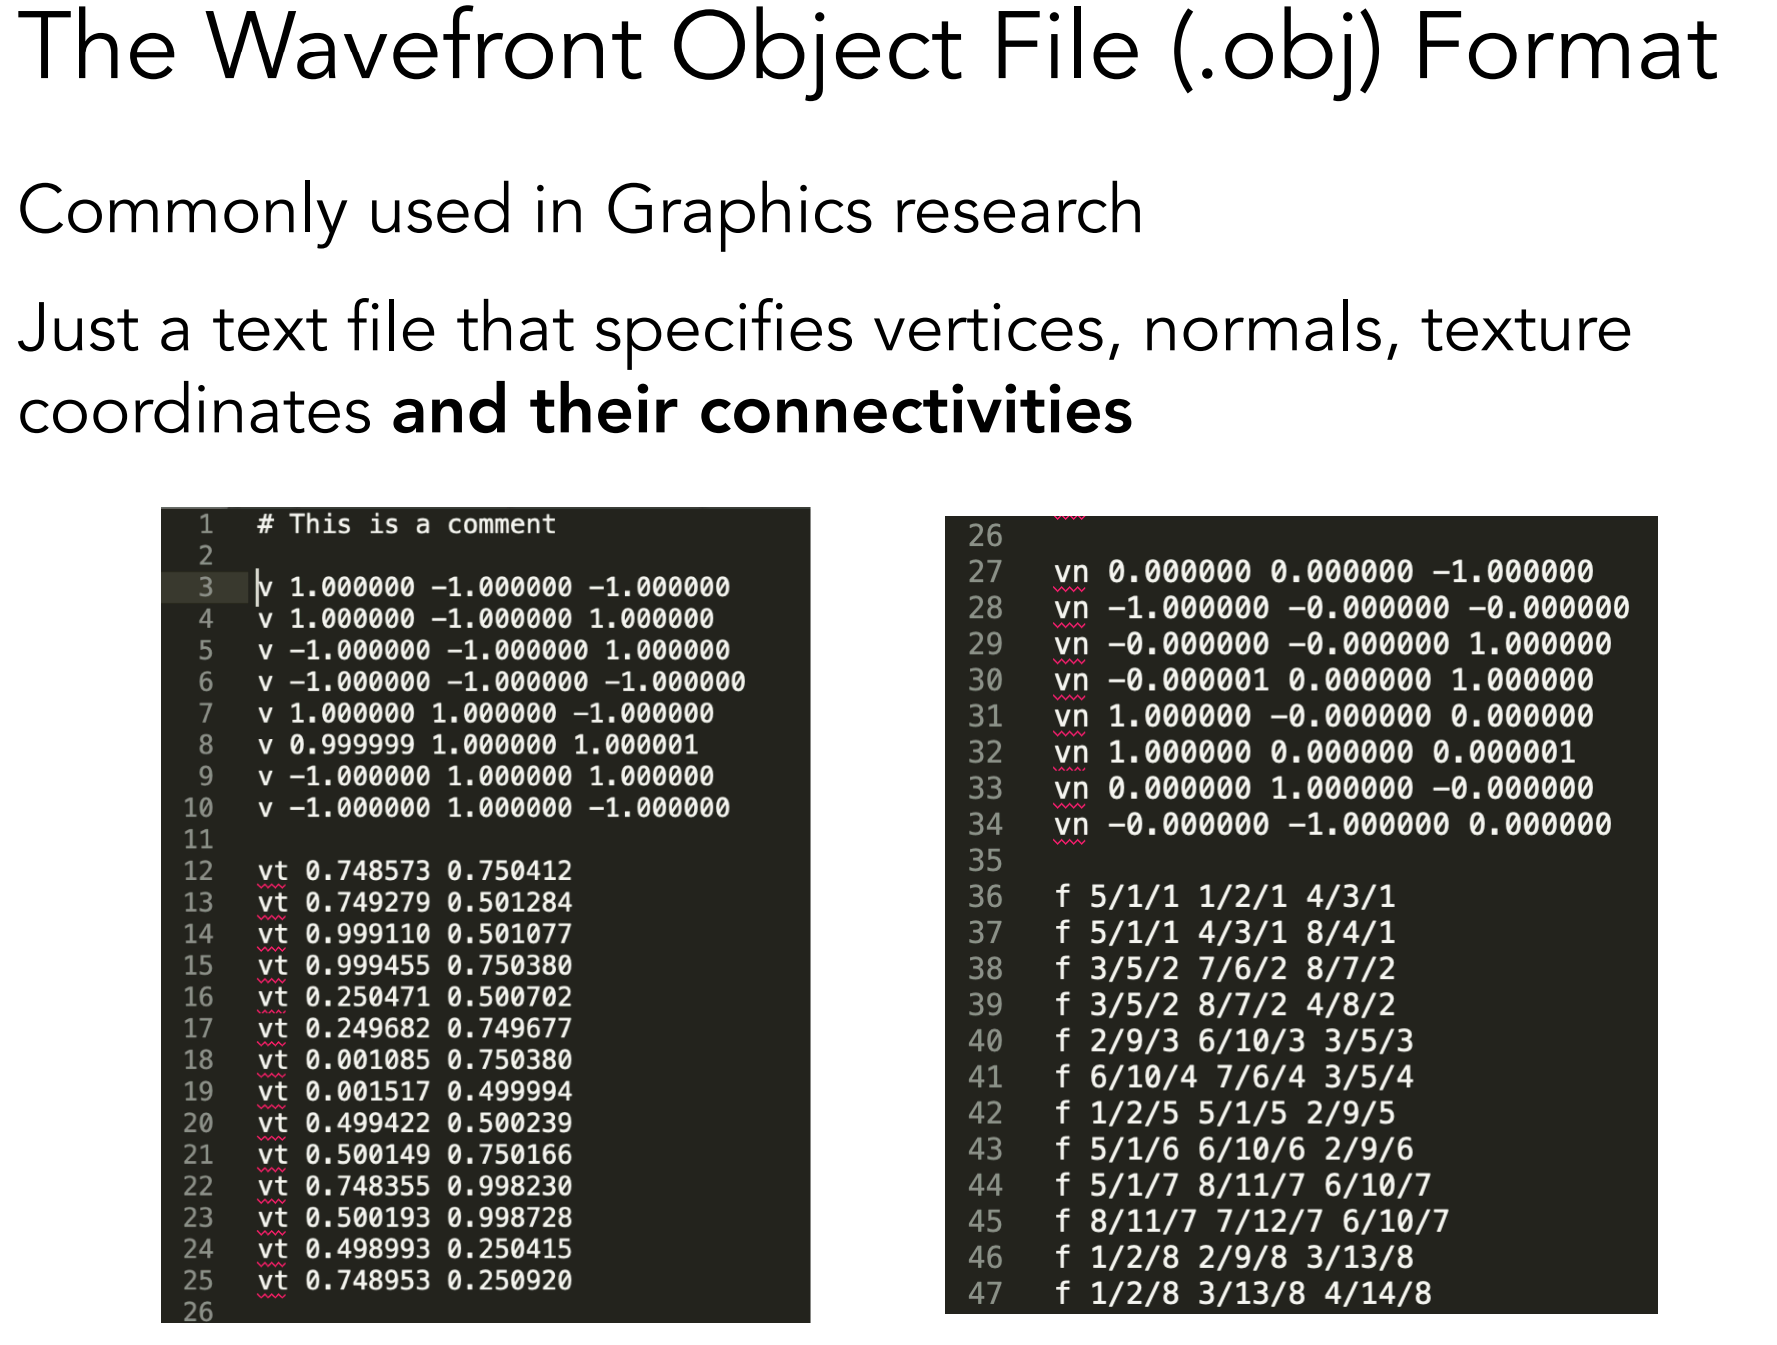 The Wavefront Object File (.obj) Format
Commonly used in Graphics research
Just a text file that specifies vertices, normals, texture
coordinates and their connectivities
1 # This is a comment
2
3 v 1.000000 -1.000000 -1.000000
4 v 1.000000 -1.000000 1.000000
5 v -1.000000 -1.000000 1.000000
6 v -1.000000 -1.000000 -1.000000
7 v 1.000000 1.000000 -1.000000
8 v 0.999999 1.000000 1.000001
9 v -1.000000 1.000000 1.000000
10 v -1.000000 1.000000 -1.000000
11
12 vt 0.748573 0.750412
13 vt 0.749279 0.501284
14 vt 0.999110 0.501077
15 vt 0.999455 0.750380
16 vt 0.250471 0.500702
17 vt 0.249682 0.749677
18 vt 0.001085 0.750380
19 vt 0.001517 0.499994
20 vt 0.499422 0.500239
21 vt 0.500149 0.750166
22 vt 0.748355 0.998230
23 vt 0.500193 0.998728
24 vt 0.498993 0.250415
25 vt 0.748953 0.250920
26
26
27 vn 0.000000 0.000000 -1.000000
28 vn -1.000000 -0.000000 -0.000000
29 vn -0.000000 -0.000000 1.000000
30 vn -0.000001 0.000000 1.000000
31 vn 1.000000 -0.000000 0.000000
32 vn 1.000000 0.000000 0.000001
33 vn 0.000000 1.000000 -0.000000
34 vn -0.000000 -1.000000 0.000000
35
36 f 5/1/1 1/2/1 4/3/1
37 f 5/1/1 4/3/1 8/4/1
38 f 3/5/2 7/6/2 8/7/2
39 f 3/5/2 8/7/2 4/8/2
40 f 2/9/3 6/10/3 3/5/3
41 f 6/10/4 7/6/4 3/5/4
42 f 1/2/5 5/1/5 2/9/5
43 f 5/1/6 6/10/6 2/9/6
44 f 5/1/7 8/11/7 6/10/7
45 f 8/11/7 7/12/7 6/10/7
46 f 1/2/8 2/9/8 3/13/8
47 f 1/2/8 3/13/8 4/14/8